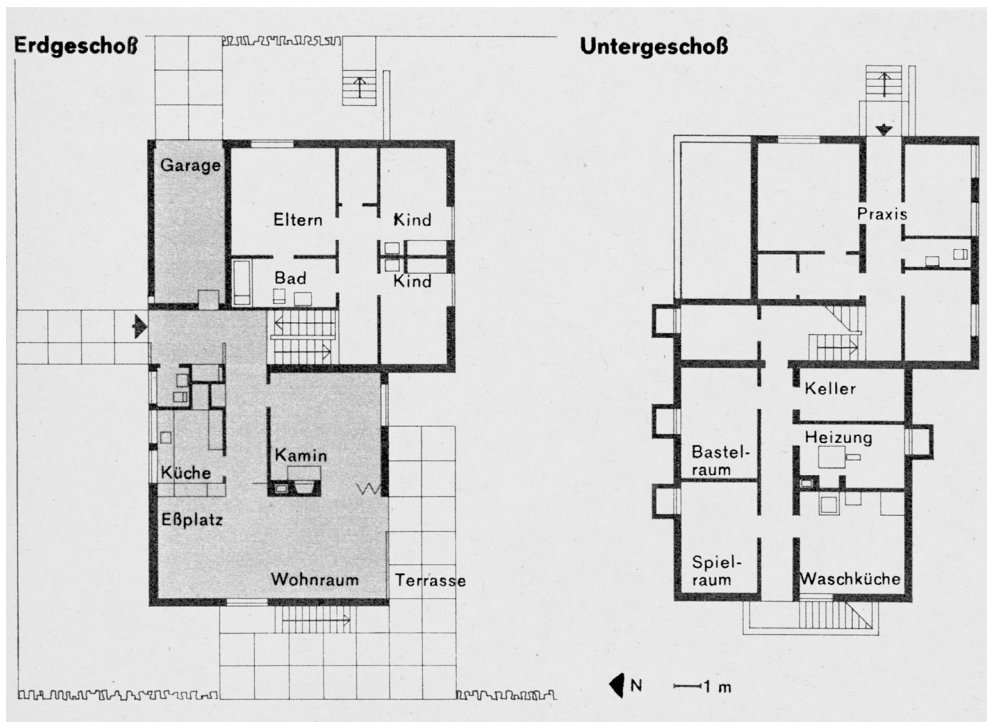 Erdgeschoß
Garage
Eltern
Kind
Bad
Kind
Kamin
Küche
Eßplatz
Wohnraum
Terrasse
Untergeschoß
Praxis
Keller
Heizung
Bastel-
raum
Spiel-
raum
Waschküche
N
1 m